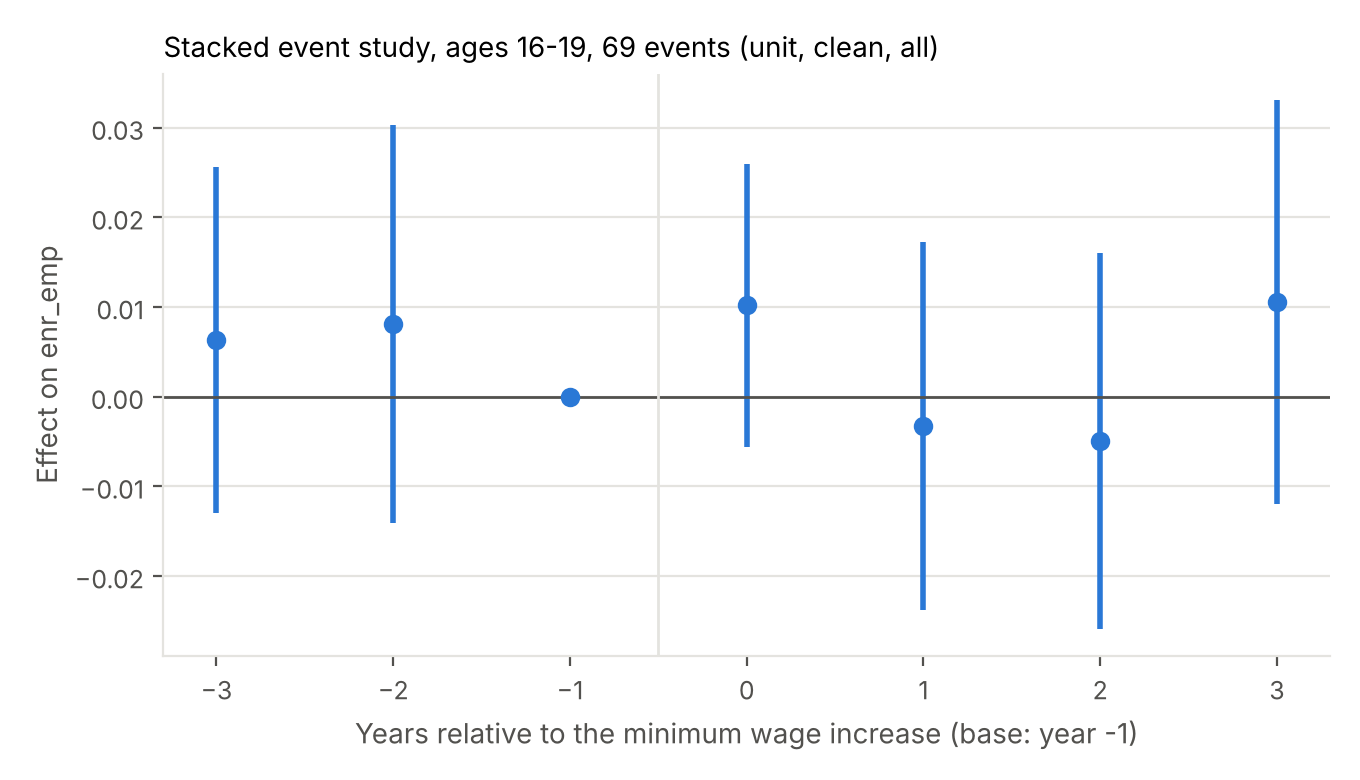 Stacked event study, ages 16-19, 69 events (unit, clean, all)
Effect on enr_emp
0.03
0.02
0.01
0.00
−0.01
−0.02
−3 −2 −1 0 1 2 3
Years relative to the minimum wage increase (base: year -1)